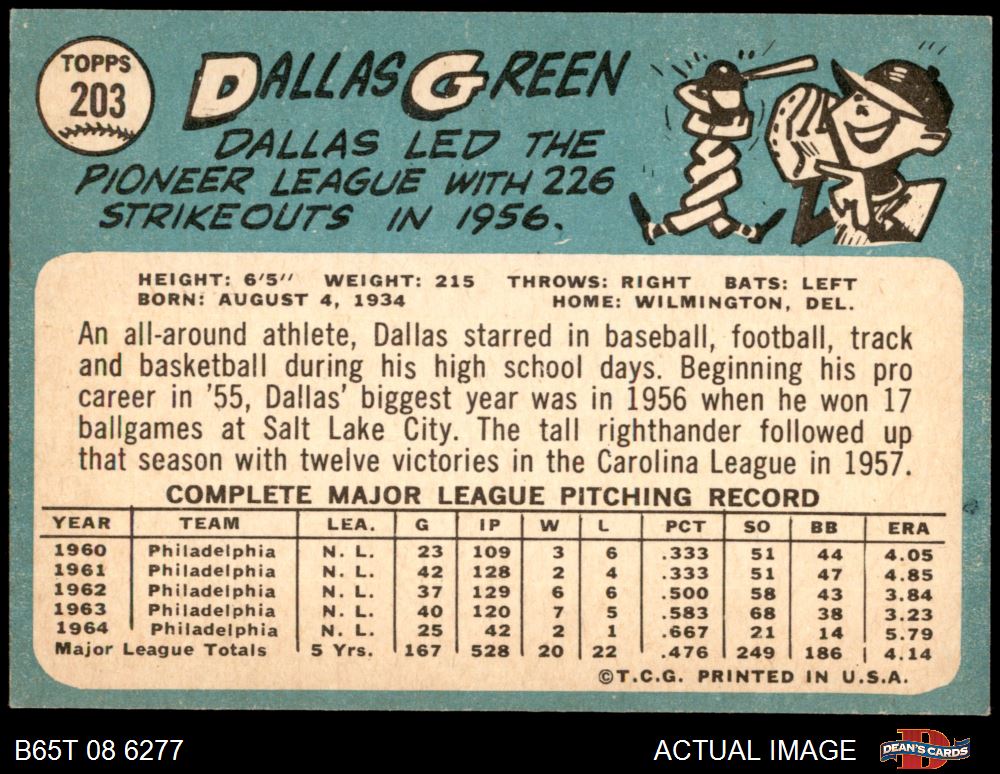 TOPPS
203
DALLAS GREEN
DALLAS LED THE
PIONEER LEAGUE WITH 226
STRIKEOUTS IN 1956.
HEIGHT: 6'5" WEIGHT: 215 THROWS: RIGHT BATS: LEFT
BORN: AUGUST 4, 1934 HOME: WILMINGTON, DEL.
An all-around athlete, Dallas starred in baseball, football, track
and basketball during his high school days. Beginning his pro
career in '55, Dallas' biggest year was in 1956 when he won 17
ballgames at Salt Lake City. The tall righthander followed up
that season with twelve victories in the Carolina League in 1957.
COMPLETE MAJOR LEAGUE PITCHING RECORD
YEAR TEAM LEA. G IP W L PCT SO BB ERA
1960 Philadelphia N. L. 23 109 3 6 .333 51 44 4.05
1961 Philadelphia N. L. 42 128 2 4 .333 51 47 4.85
1962 Philadelphia N. L. 37 129 6 6 .500 58 43 3.84
1963 Philadelphia N. L. 40 120 7 5 .583 68 38 3.23
1964 Philadelphia N. L. 25 42 2 1 .667 21 14 5.79
Major League Totals 5 Yrs. 167 528 20 22 .476 249 186 4.14
©T.C.G. PRINTED IN U.S.A.
B65T 08 6277 ACTUAL IMAGE DEAN'S CARDS